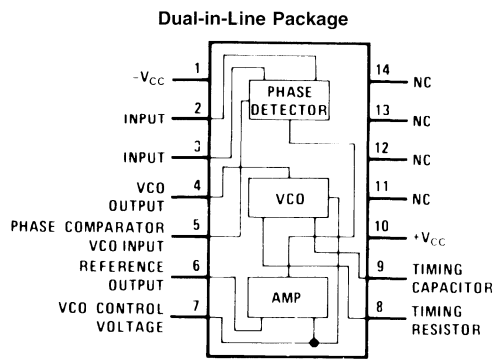 Dual-in-Line Package
1
-VCC
2
INPUT
3
INPUT
4
VCO
OUTPUT
5
PHASE COMPARATOR
VCO INPUT
6
REFERENCE
OUTPUT
7
VCO CONTROL
VOLTAGE
PHASE
DETECTOR
VCO
AMP
14
NC
13
NC
12
NC
11
NC
10
+VCC
9
TIMING
CAPACITOR
8
TIMING
RESISTOR